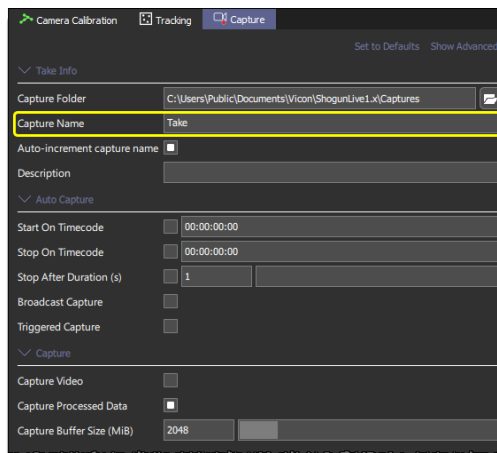 Camera Calibration Tracking Capture
Set to Defaults Show Advanced
Take Info
Capture Folder C:\Users\Public\Documents\Vicon\ShogunLive1.x\Captures
Capture Name Take
Auto-increment capture name
Description
Auto Capture
Start On Timecode 00:00:00:00
Stop On Timecode 00:00:00:00
Stop After Duration (s) 1
Broadcast Capture
Triggered Capture
Capture
Capture Video
Capture Processed Data
Capture Buffer Size (MiB) 2048